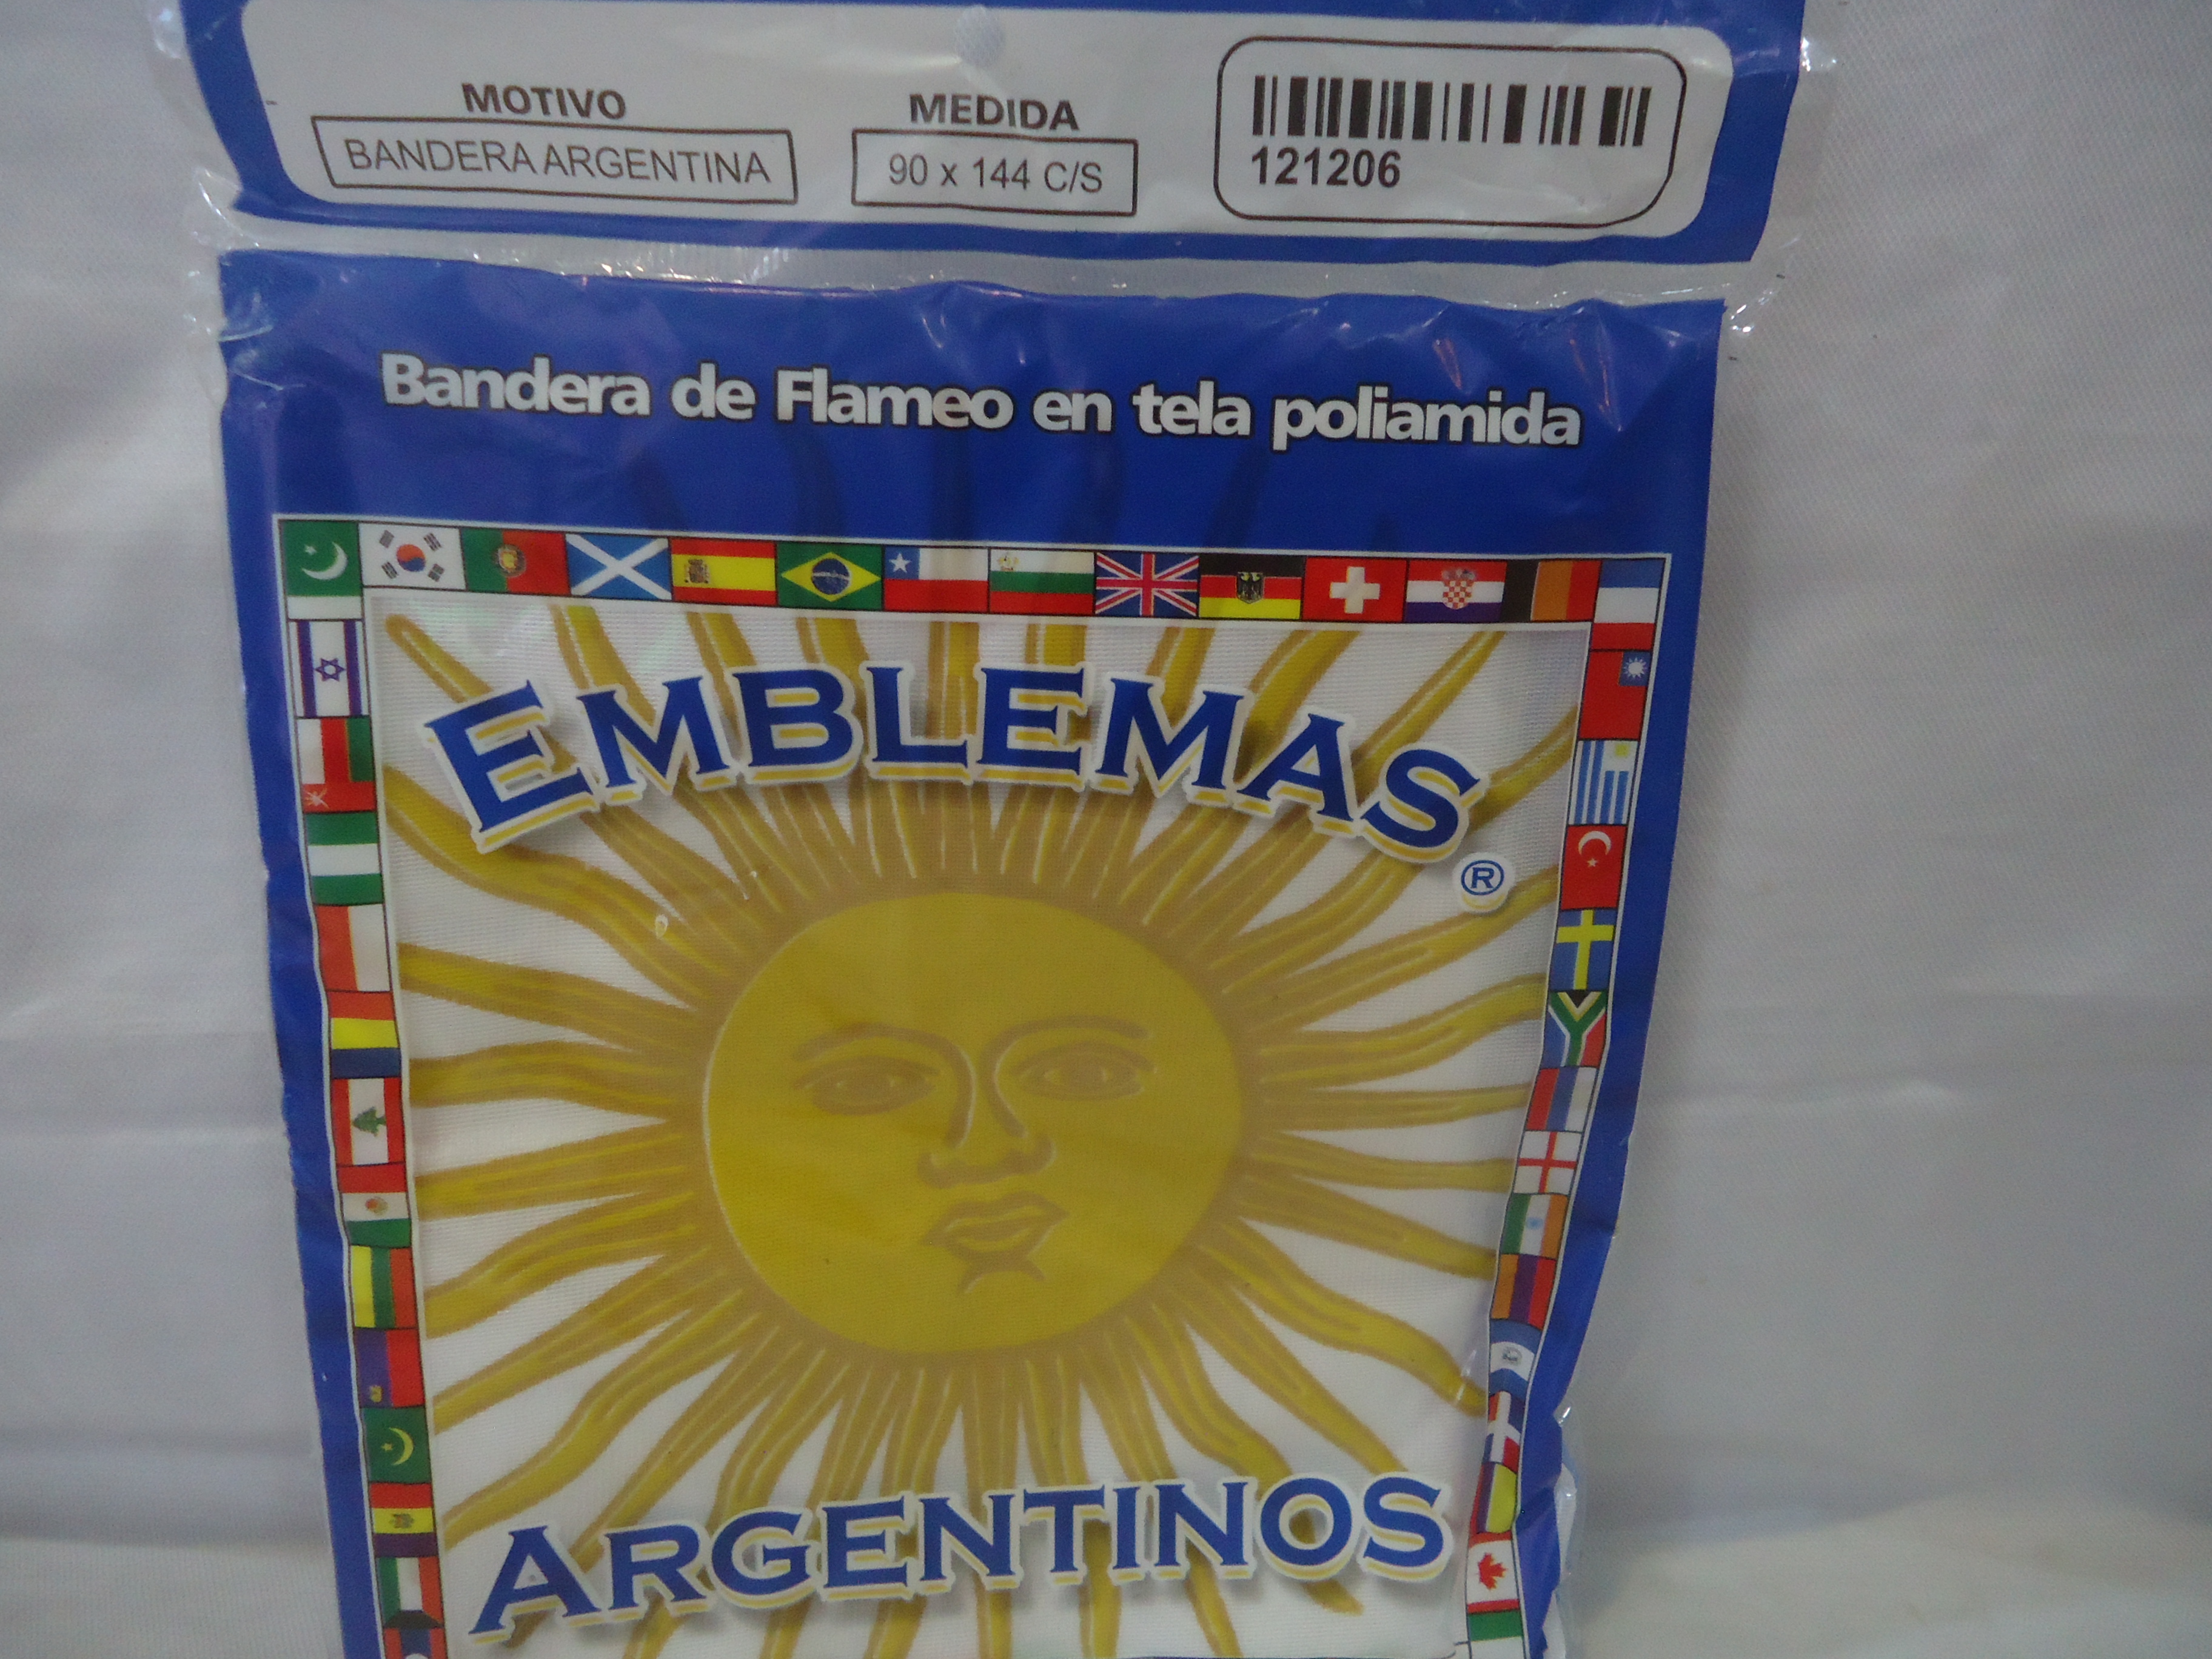 MOTIVO
BANDERA ARGENTINA
MEDIDA
90 x 144 C/S
121206
Bandera de Flameo en tela poliamida
EMBLEMAS
®
ARGENTINOS